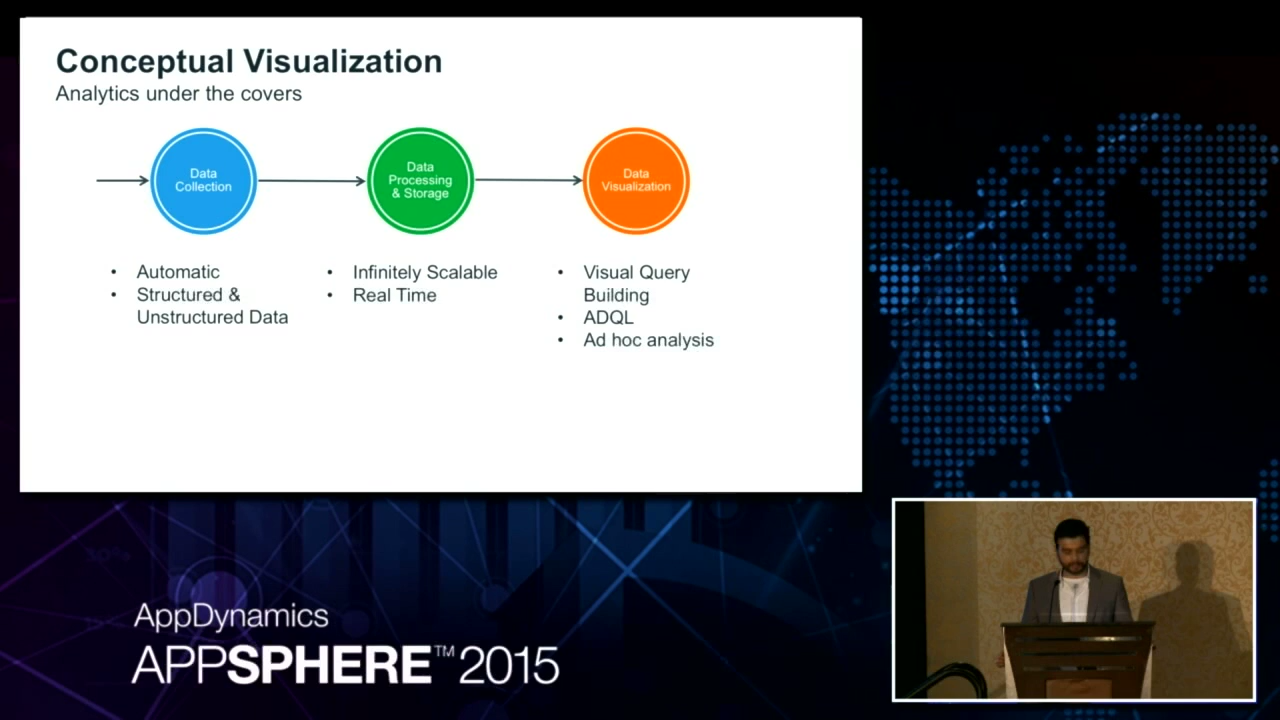 Conceptual Visualization
Analytics under the covers
Data
Collection
Data
Processing
& Storage
Data
Visualization
• Automatic
• Structured &
Unstructured Data
• Infinitely Scalable
• Real Time
• Visual Query
Building
• ADQL
• Ad hoc analysis
AppDynamics
APPSPHERE™ 2015